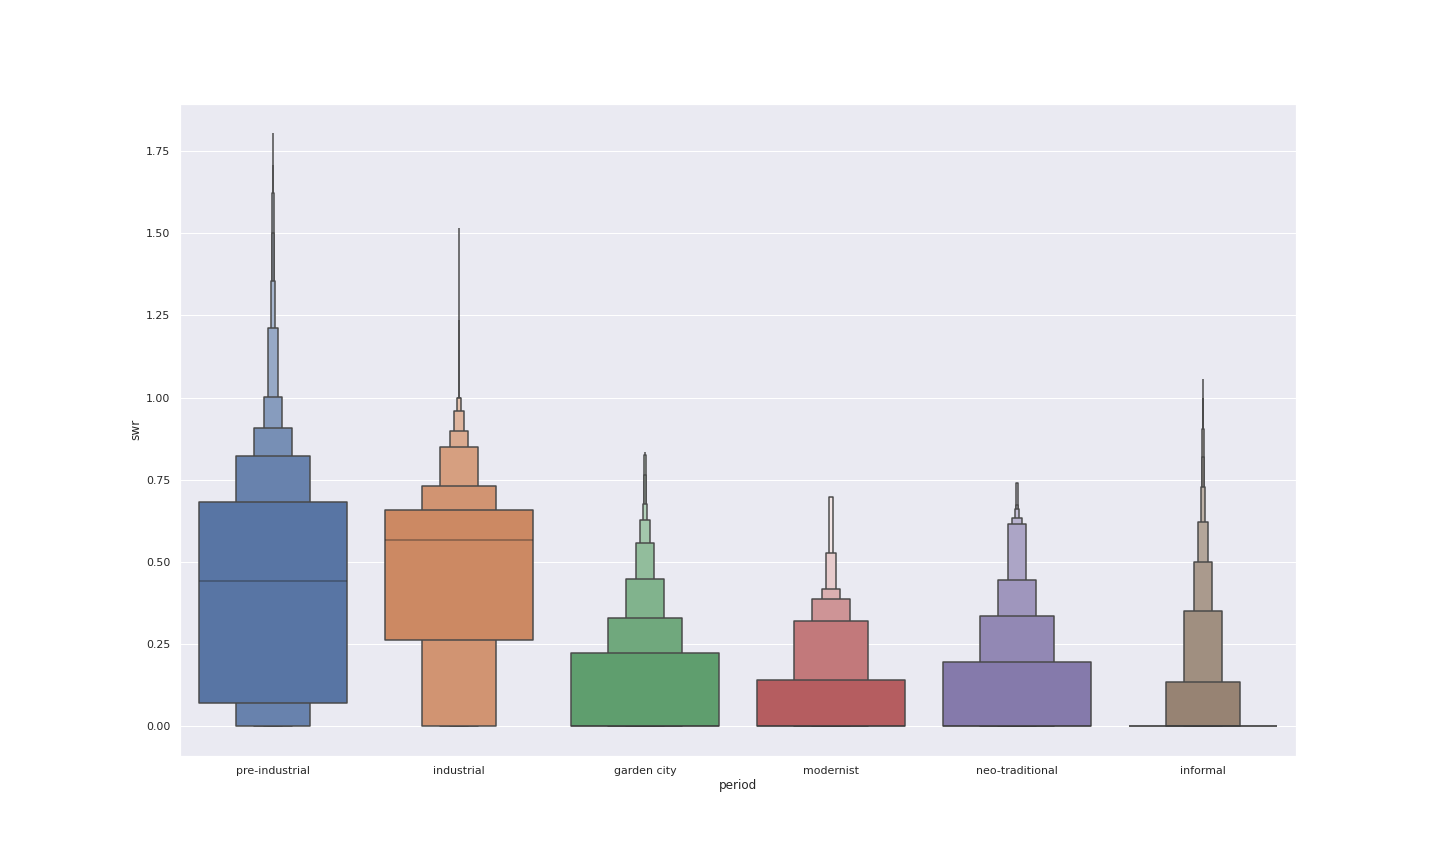 1.75
1.50
1.25
1.00
swr
0.75
0.50
0.25
0.00
pre-industrial industrial garden city modernist neo-traditional informal
period